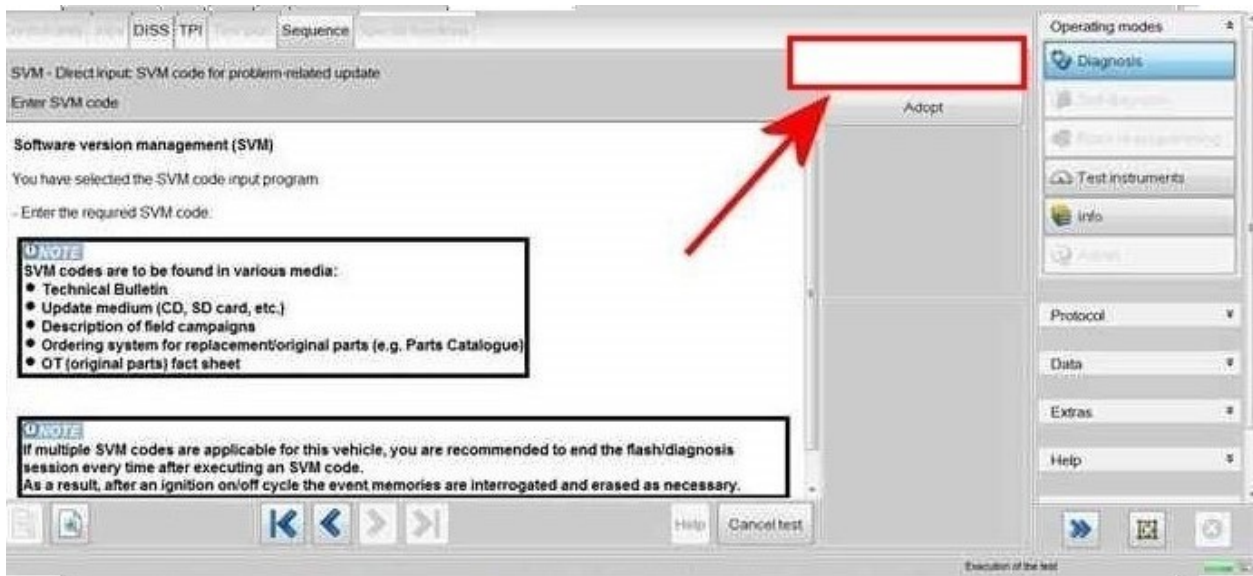 DISS
TPI
Sequence
SVM - Direct input: SVM code for problem-related update
Enter SVM code
Adopt
Software version management (SVM)
You have selected the SVM code input program
- Enter the required SVM code:
NOTE
SVM codes are to be found in various media:
● Technical Bulletin
● Update medium (CD, SD card, etc.)
● Description of field campaigns
● Ordering system for replacement/original parts (e.g. Parts Catalogue)
● OT (original parts) fact sheet
NOTE
If multiple SVM codes are applicable for this vehicle, you are recommended to end the flash/diagnosis
session every time after executing an SVM code.
As a result, after an ignition on/off cycle the event memories are interrogated and erased as necessary.
Help
Cancel test
Operating modes
Diagnosis
Test instruments
Info
Admin
Protocol
Data
Extras
Help
Execution of the test